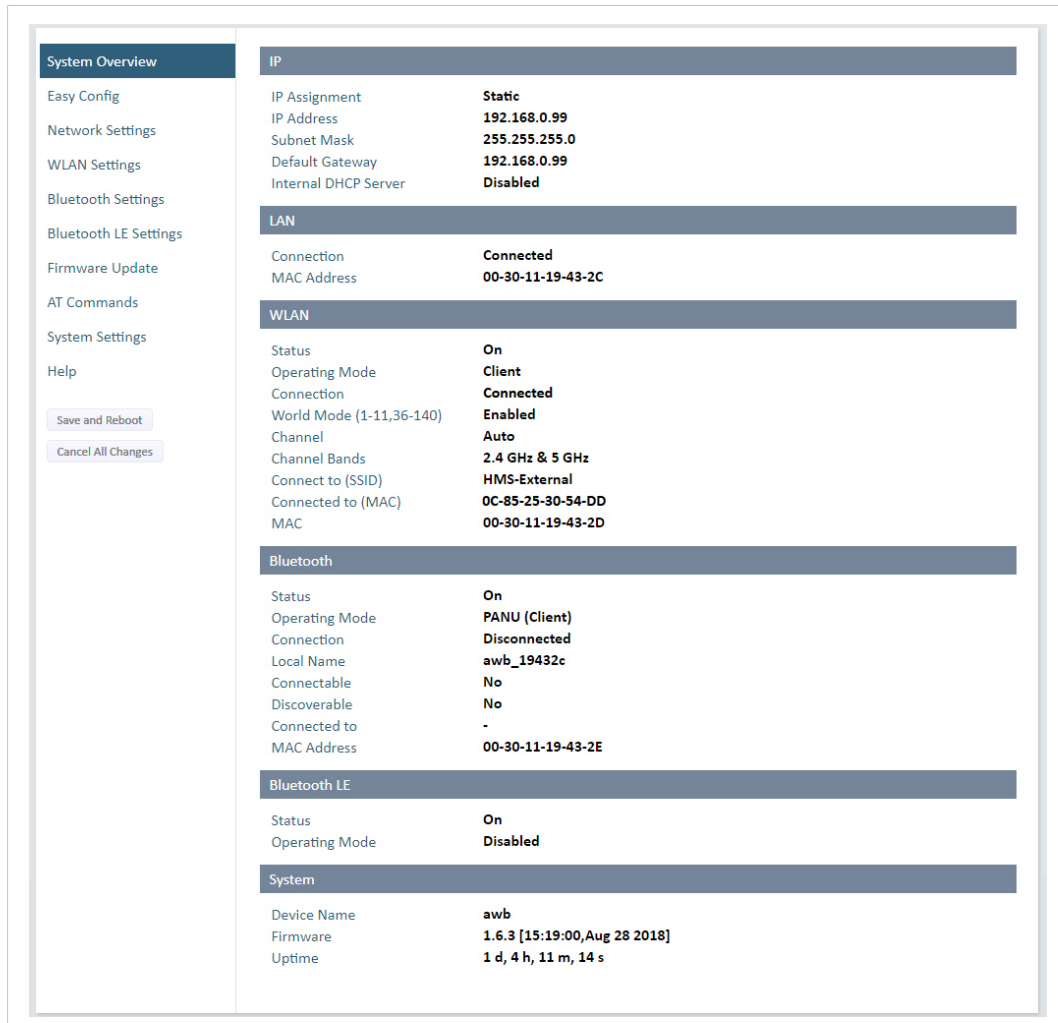 System Overview
Easy Config
Network Settings
WLAN Settings
Bluetooth Settings
Bluetooth LE Settings
Firmware Update
AT Commands
System Settings
Help
Save and Reboot
Cancel All Changes
IP
IP Assignment Static
IP Address 192.168.0.99
Subnet Mask 255.255.255.0
Default Gateway 192.168.0.99
Internal DHCP Server Disabled
LAN
Connection Connected
MAC Address 00-30-11-19-43-2C
WLAN
Status On
Operating Mode Client
Connection Connected
World Mode (1-11,36-140) Enabled
Channel Auto
Channel Bands 2.4 GHz & 5 GHz
Connect to (SSID) HMS-External
Connected to (MAC) 0C-85-25-30-54-DD
MAC 00-30-11-19-43-2D
Bluetooth
Status On
Operating Mode PANU (Client)
Connection Disconnected
Local Name awb_19432c
Connectable No
Discoverable No
Connected to -
MAC Address 00-30-11-19-43-2E
Bluetooth LE
Status On
Operating Mode Disabled
System
Device Name awb
Firmware 1.6.3 [15:19:00,Aug 28 2018]
Uptime 1 d, 4 h, 11 m, 14 s